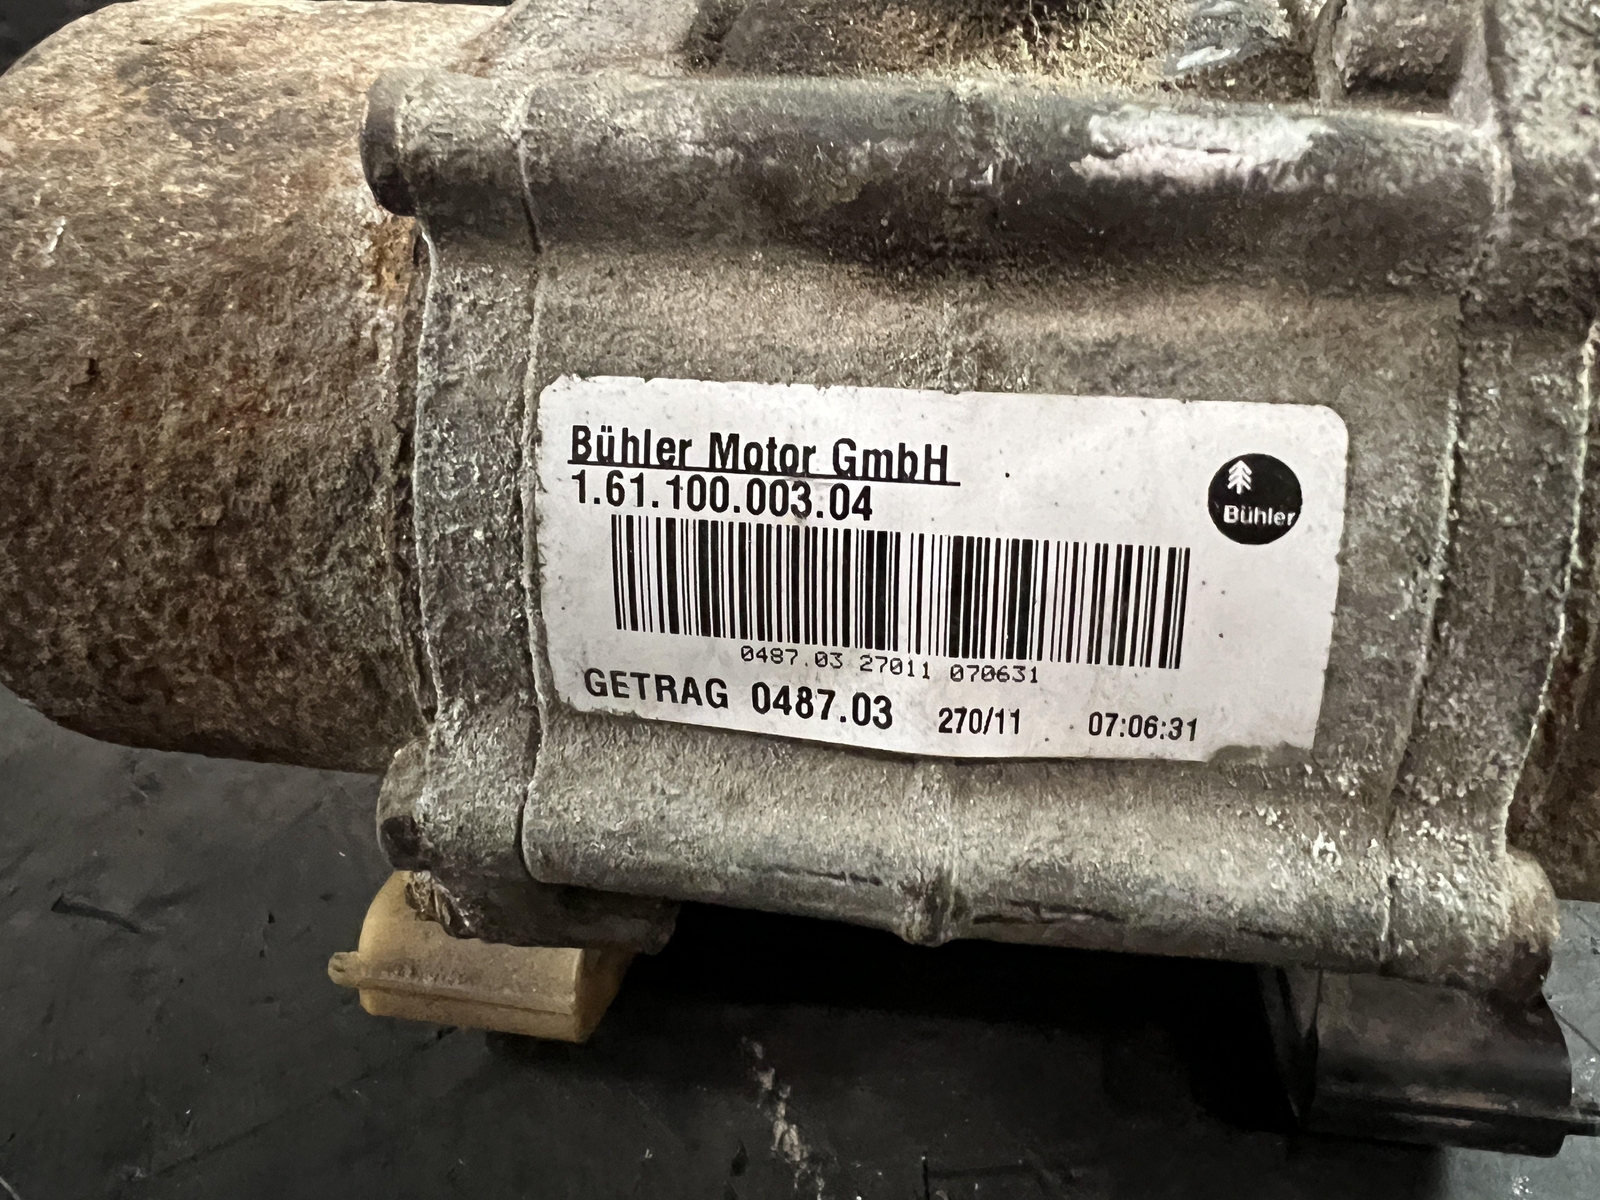 Bühler Motor GmbH
1.61.100.003.04
Bühler
0487.03 27011 070631
GETRAG 0487.03 270/11 07:06:31